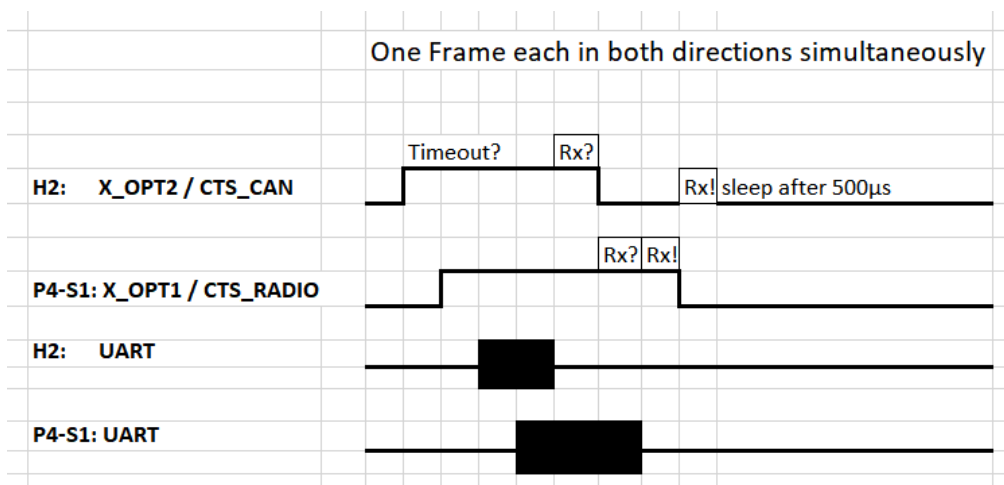 One Frame each in both directions simultaneously
Timeout? Rx?
H2: X_OPT2 / CTS_CAN Rx! sleep after 500µs
Rx? Rx!
P4-S1: X_OPT1 / CTS_RADIO
H2: UART
P4-S1: UART